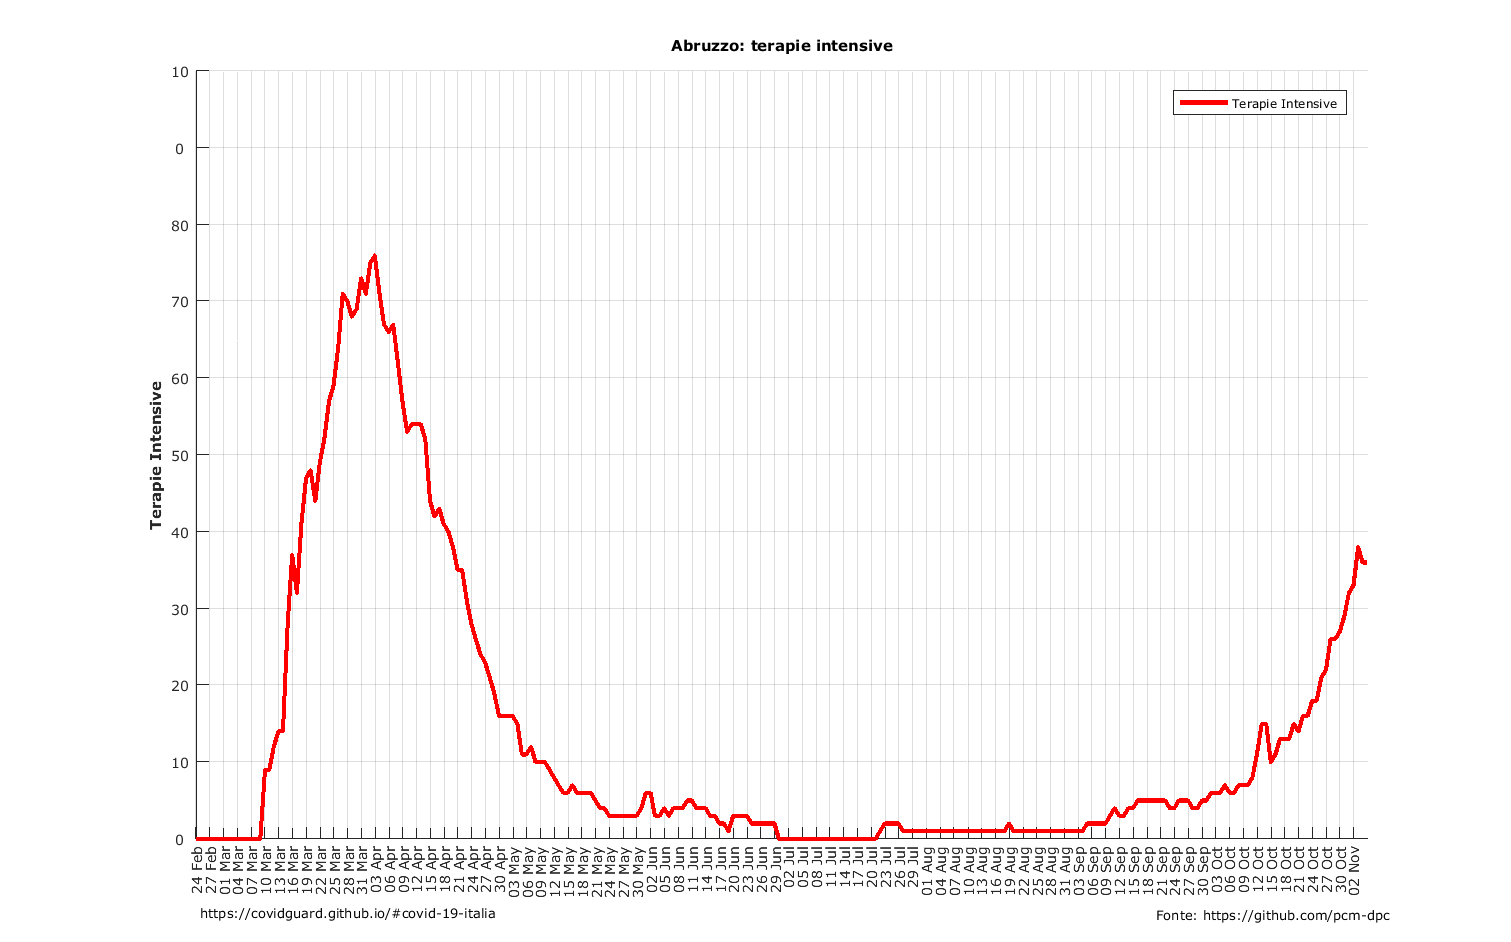 Abruzzo: terapie intensive
Terapie Intensive
10
0
80
70
60
50
40
30
20
10
0
Terapie Intensive
24 Feb
27 Feb
01 Mar
04 Mar
07 Mar
10 Mar
13 Mar
16 Mar
19 Mar
22 Mar
25 Mar
28 Mar
31 Mar
03 Apr
06 Apr
09 Apr
12 Apr
15 Apr
18 Apr
21 Apr
24 Apr
27 Apr
30 Apr
03 May
06 May
09 May
12 May
15 May
18 May
21 May
24 May
27 May
30 May
02 Jun
05 Jun
08 Jun
11 Jun
14 Jun
17 Jun
20 Jun
23 Jun
26 Jun
29 Jun
02 Jul
05 Jul
08 Jul
11 Jul
14 Jul
17 Jul
20 Jul
23 Jul
26 Jul
29 Jul
01 Aug
04 Aug
07 Aug
10 Aug
13 Aug
16 Aug
19 Aug
22 Aug
25 Aug
28 Aug
31 Aug
03 Sep
06 Sep
09 Sep
12 Sep
15 Sep
18 Sep
21 Sep
24 Sep
27 Sep
30 Sep
03 Oct
06 Oct
09 Oct
12 Oct
15 Oct
18 Oct
21 Oct
24 Oct
27 Oct
30 Oct
02 Nov
https://covidguard.github.io/#covid-19-italia
Fonte: https://github.com/pcm-dpc